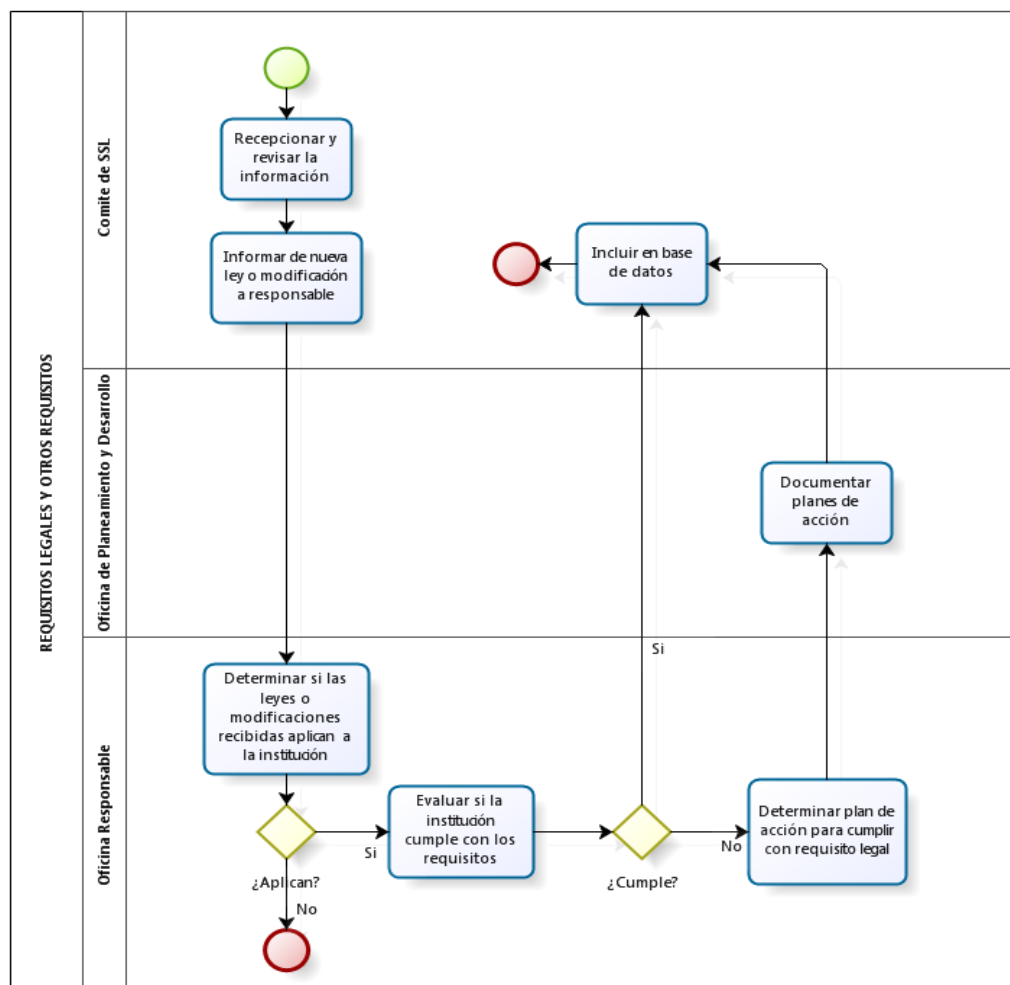 REQUISITOS LEGALES Y OTROS REQUISITOS
Comite de SSL
Recepcionar y
revisar la
información
Informar de nueva
ley o modificación
a responsable
Incluir en base
de datos
Oficina de Planeamiento y Desarrollo
Documentar
planes de
acción
Oficina Responsable
Determinar si las
leyes o
modificaciones
recibidas aplican a
la institución
¿Aplican?
Si
No
Evaluar si la
institución
cumple con los
requisitos
¿Cumple?
Si
No
Determinar plan de
acción para cumplir
con requisito legal